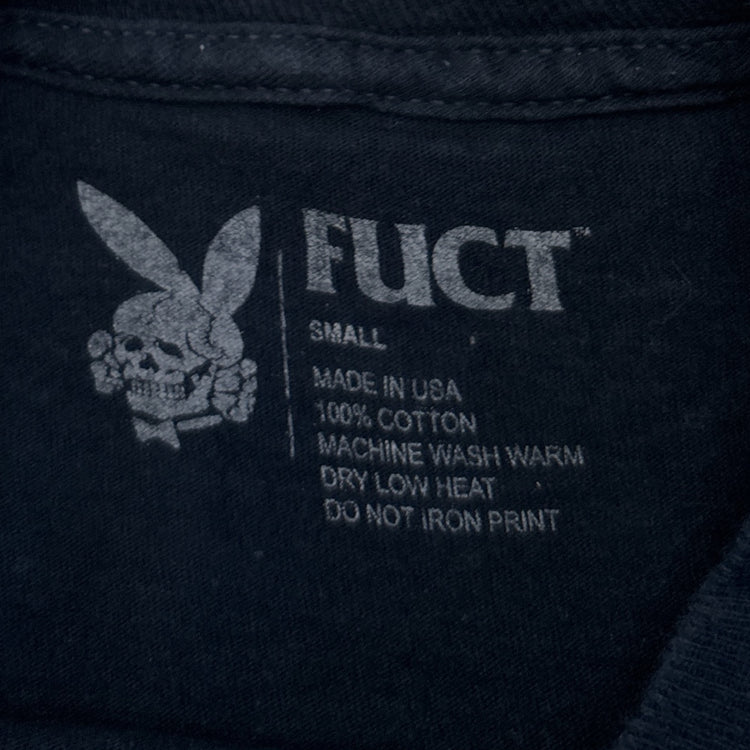 FUCT™
SMALL
MADE IN USA
100% COTTON
MACHINE WASH WARM
DRY LOW HEAT
DO NOT IRON PRINT